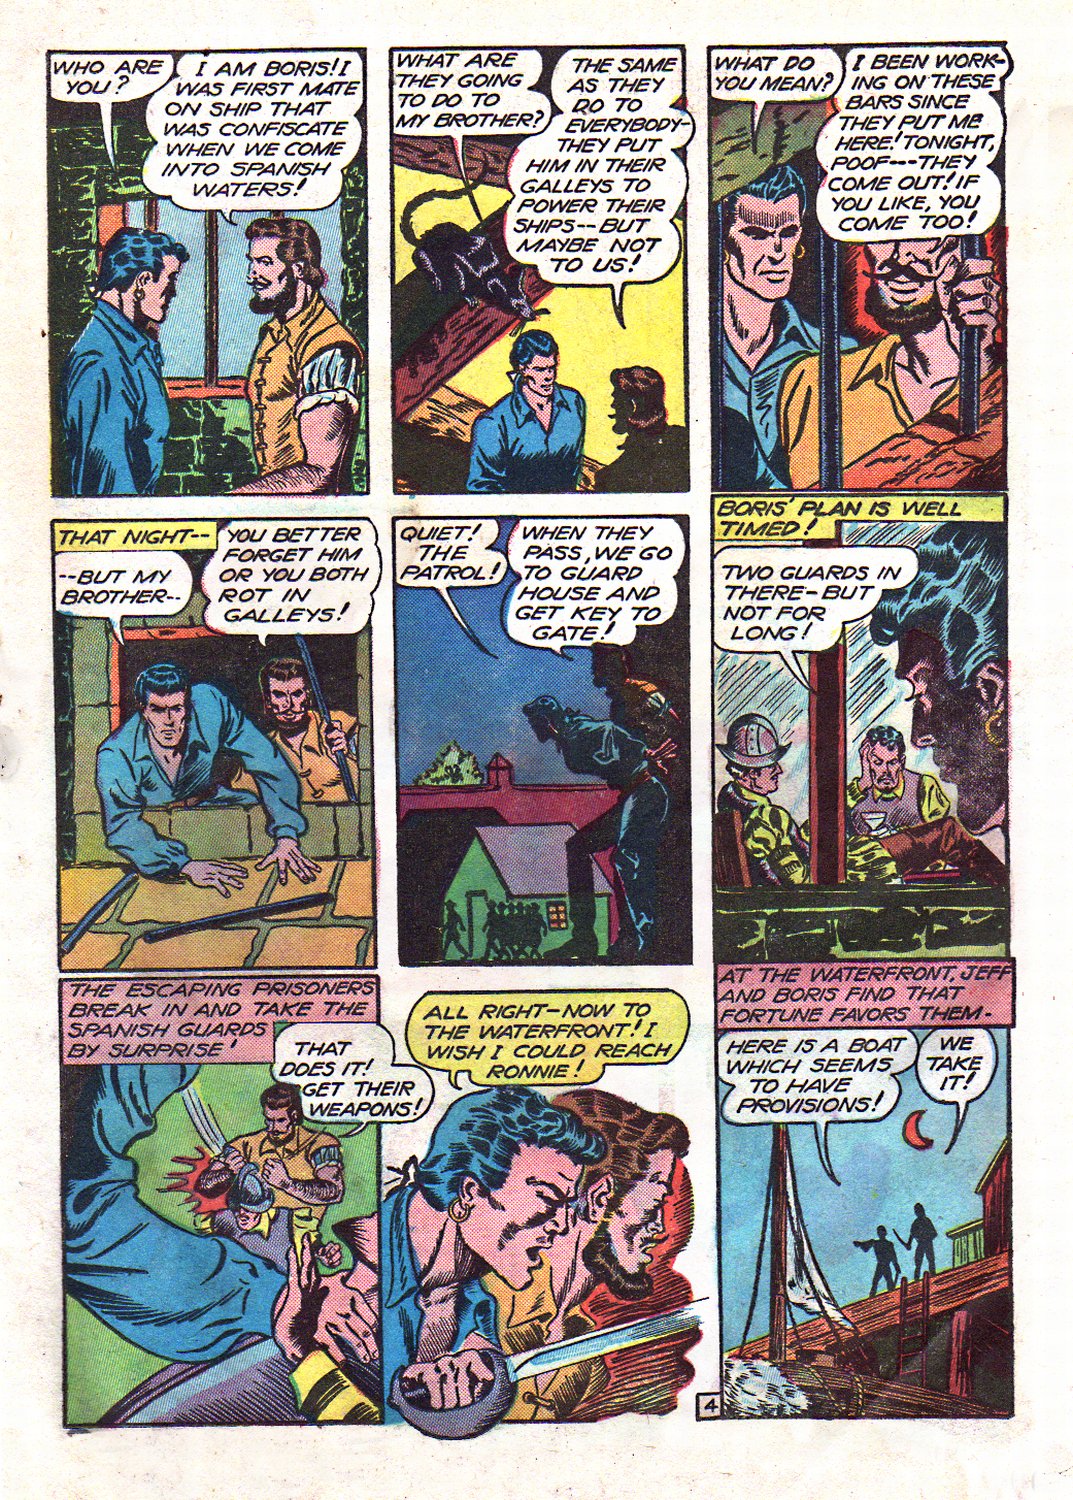 WHO ARE
YOU?
I AM BORIS! I
WAS FIRST MATE
ON SHIP THAT
WAS CONFISCATE
WHEN WE COME
INTO SPANISH
WATERS!
WHAT ARE
THEY GOING
TO DO TO
MY BROTHER?
THE SAME
AS THEY
DO TO
EVERYBODY-
THEY PUT
HIM IN THEIR
GALLEYS TO
POWER THEIR
SHIPS--BUT
MAYBE NOT
TO US!
WHAT DO
YOU MEAN?
I BEEN WORK-
ING ON THESE
BARS SINCE
THEY PUT ME
HERE! TONIGHT,
POOF---THEY
COME OUT! IF
YOU LIKE, YOU
COME TOO!
THAT NIGHT--
--BUT MY
BROTHER--
YOU BETTER
FORGET HIM
OR YOU BOTH
ROT IN
GALLEYS!
QUIET!
THE
PATROL!
WHEN THEY
PASS, WE GO
TO GUARD
HOUSE AND
GET KEY TO
GATE!
BORIS' PLAN IS WELL
TIMED!
TWO GUARDS IN
THERE-BUT
NOT FOR
LONG!
THE ESCAPING PRISONERS
BREAK IN AND TAKE THE
SPANISH GUARDS
BY SURPRISE!
THAT
DOES IT!
GET THEIR
WEAPONS!
ALL RIGHT-NOW TO
THE WATERFRONT! I
WISH I COULD REACH
RONNIE!
AT THE WATERFRONT, JEFF
AND BORIS FIND THAT
FORTUNE FAVORS THEM-
HERE IS A BOAT
WHICH SEEMS
TO HAVE
PROVISIONS!
WE
TAKE
IT!
4